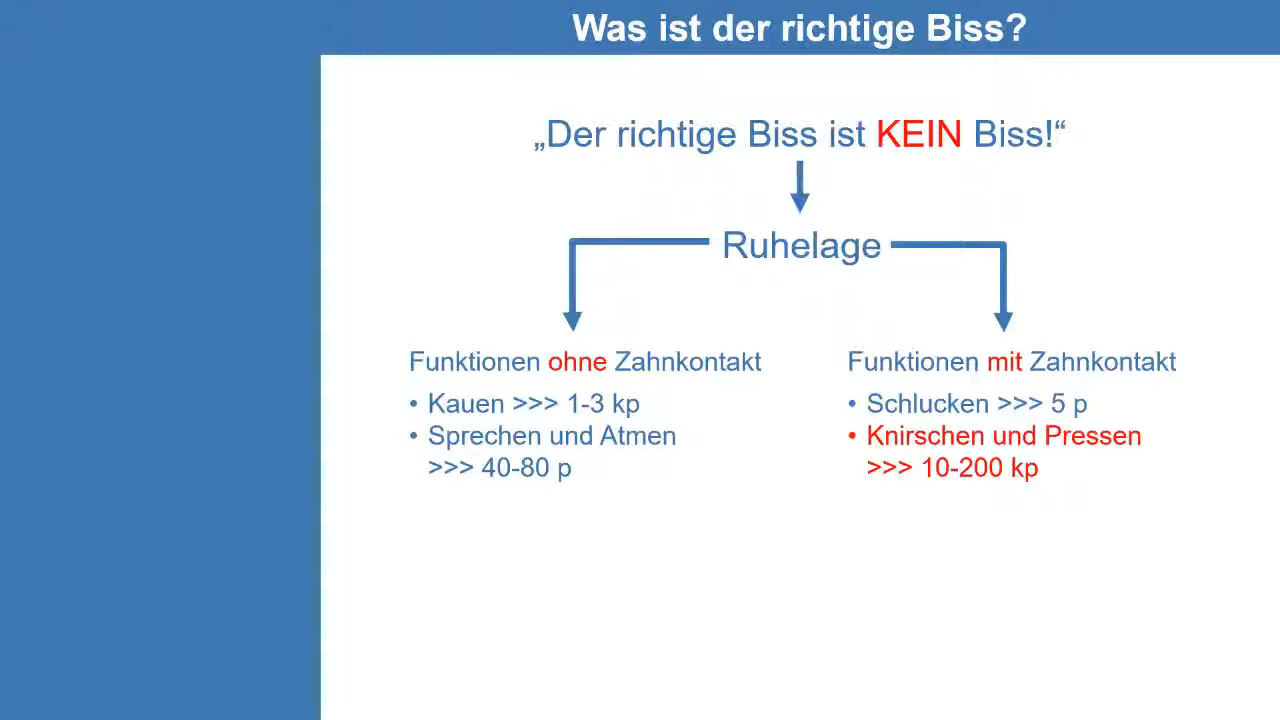 Was ist der richtige Biss?
„Der richtige Biss ist KEIN Biss!“
Ruhelage
Funktionen ohne Zahnkontakt
• Kauen >>> 1-3 kp
• Sprechen und Atmen
>>> 40-80 p
Funktionen mit Zahnkontakt
• Schlucken >>> 5 p
• Knirschen und Pressen
>>> 10-200 kp